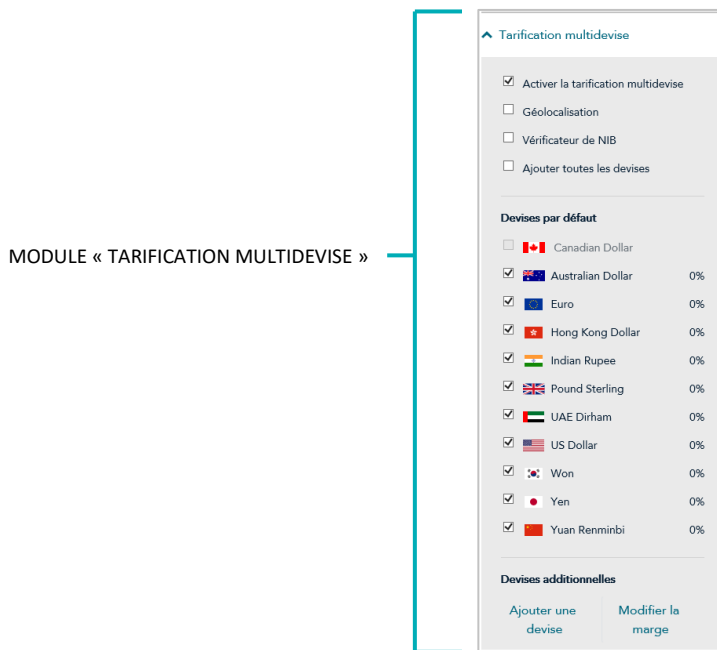 Tarification multidevise
Activer la tarification multidevise
Géolocalisation
Vérificateur de NIB
Ajouter toutes les devises
MODULE « TARIFICATION MULTIDEVISE »
Devises par défaut
Canadian Dollar
Australian Dollar 0%
Euro 0%
Hong Kong Dollar 0%
Indian Rupee 0%
Pound Sterling 0%
UAE Dirham 0%
US Dollar 0%
Won 0%
Yen 0%
Yuan Renminbi 0%
Devises additionnelles
Ajouter une
devise
Modifier la
marge